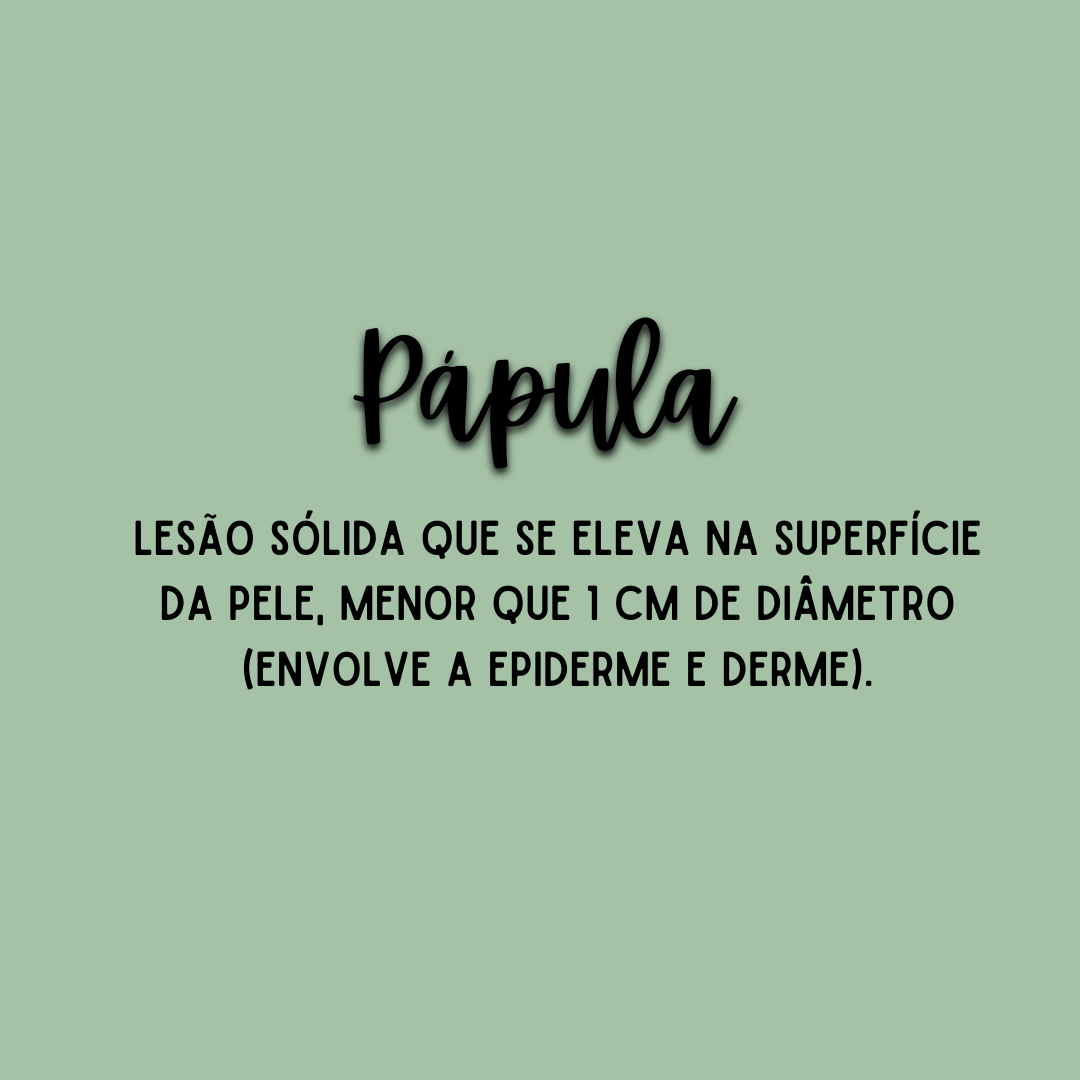 Pápula
LESÃO SÓLIDA QUE SE ELEVA NA SUPERFÍCIE
DA PELE, MENOR QUE 1 CM DE DIÂMETRO
(ENVOLVE A EPIDERME E DERME).